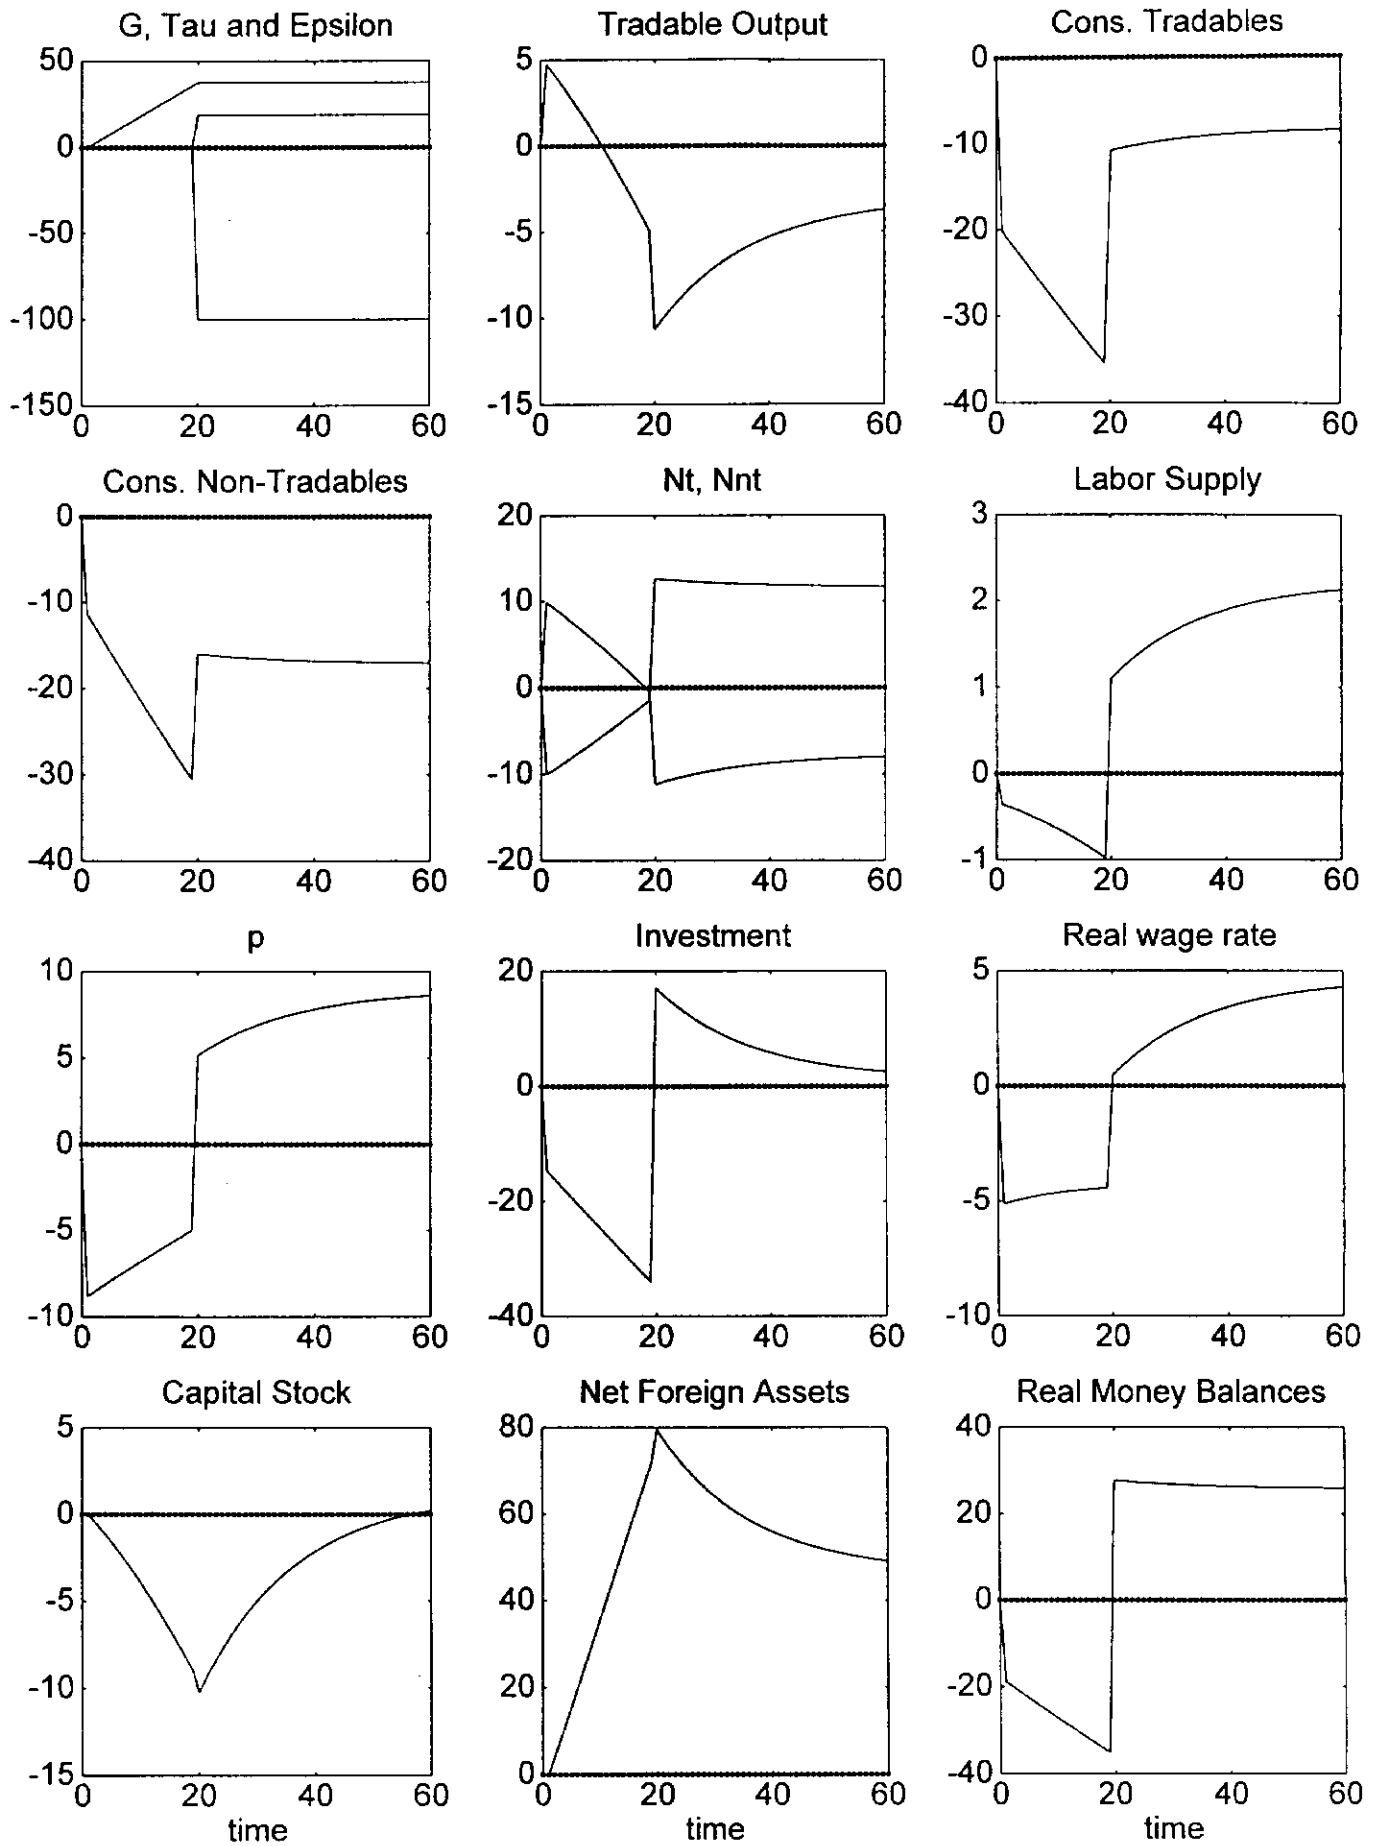 G, Tau and Epsilon
50
0
-50
-100
-150
0 20 40 60
Tradable Output
5
0
-5
-10
-15
0 20 40 60
Cons. Tradables
0
-10
-20
-30
-40
0 20 40 60
Cons. Non-Tradables
0
-10
-20
-30
-40
0 20 40 60
Nt, Nnt
20
10
0
-10
-20
0 20 40 60
Labor Supply
3
2
1
0
-1
0 20 40 60
p
10
5
0
-5
-10
0 20 40 60
Investment
20
0
-20
-40
0 20 40 60
Real wage rate
5
0
-5
-10
0 20 40 60
Capital Stock
5
0
-5
-10
-15
0 20 40 60
time
Net Foreign Assets
80
60
40
20
0
0 20 40 60
time
Real Money Balances
40
20
0
-20
-40
0 20 40 60
time